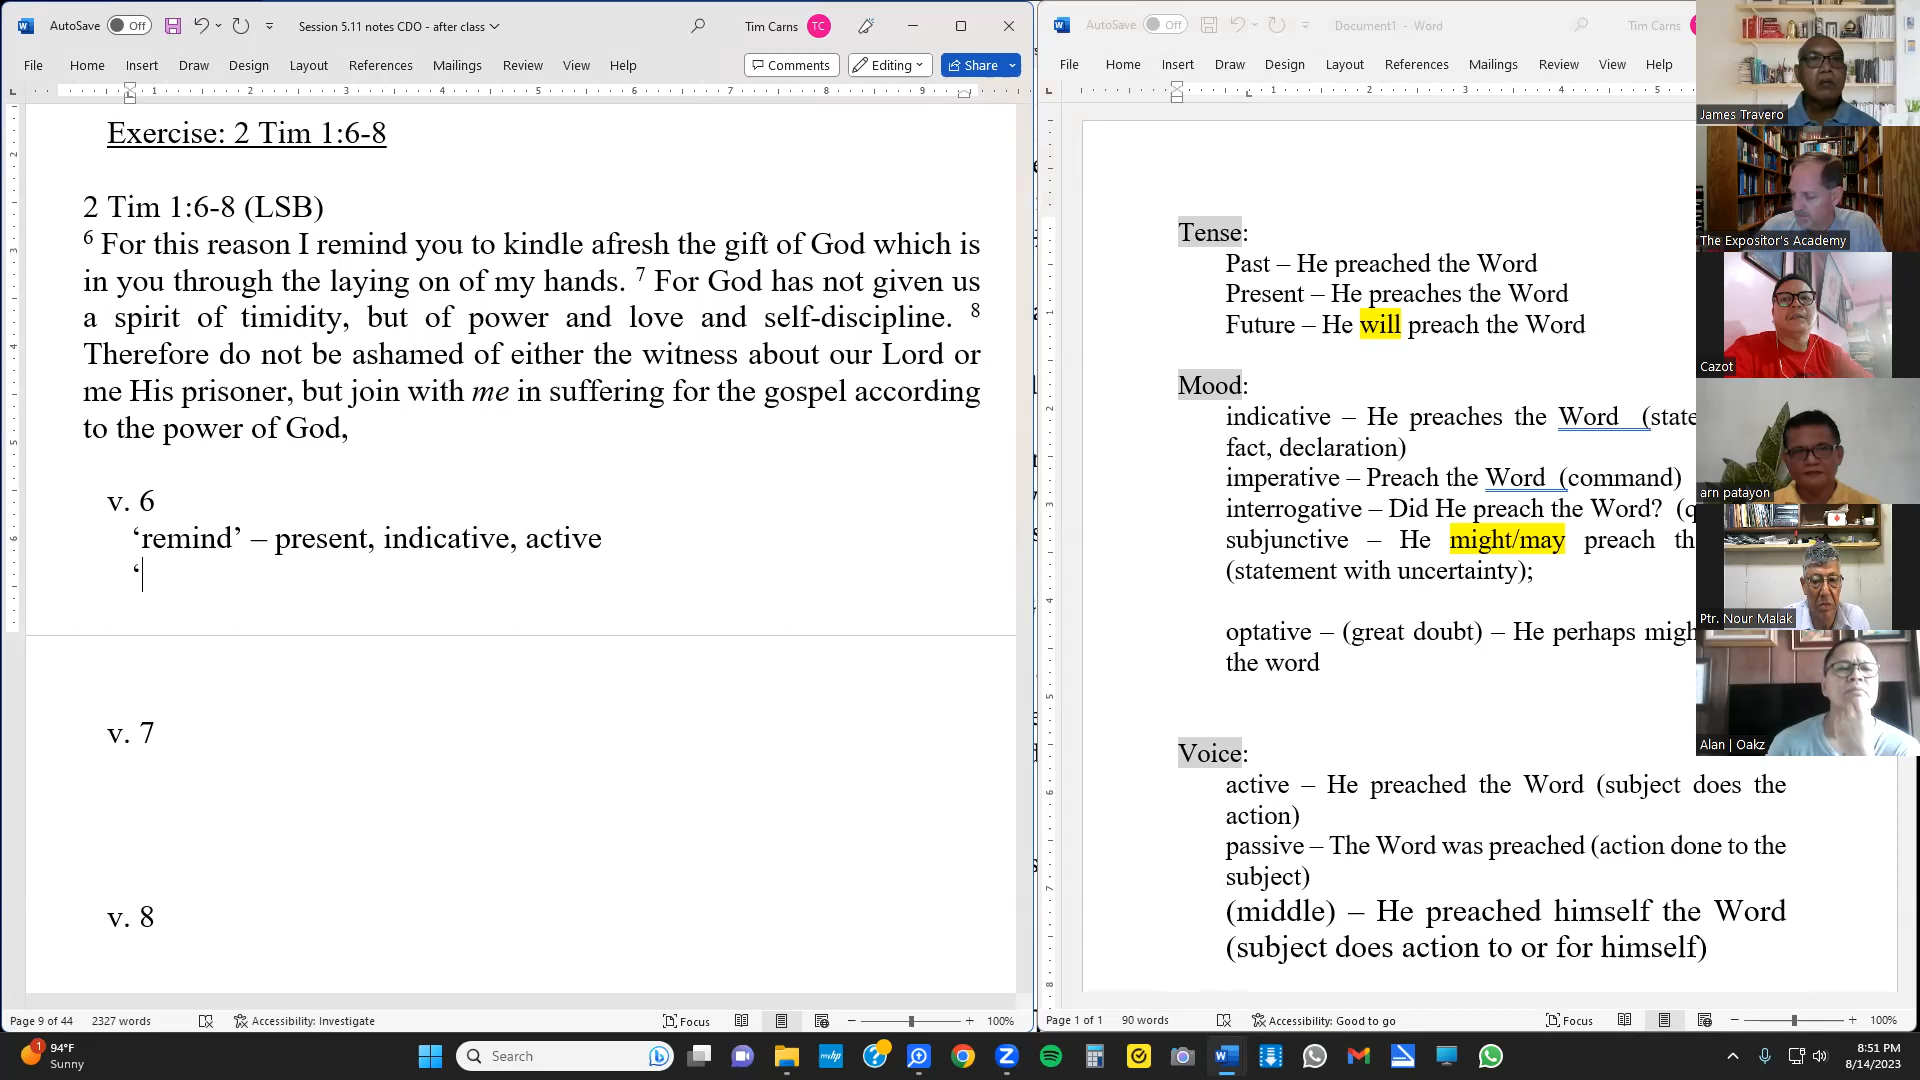 AutoSave Off Session 5.11 notes CDO - after class Tim Carns TC
File Home Insert Draw Design Layout References Mailings Review View Help Comments Editing Share
Exercise: 2 Tim 1:6-8
2 Tim 1:6-8 (LSB)
6 For this reason I remind you to kindle afresh the gift of God which is
in you through the laying on of my hands. 7 For God has not given us
a spirit of timidity, but of power and love and self-discipline. 8
Therefore do not be ashamed of either the witness about our Lord or
me His prisoner, but join with me in suffering for the gospel according
to the power of God,
v. 6
‘remind’ – present, indicative, active
‘
v. 7
v. 8
Page 9 of 44 2327 words Accessibility: Investigate Focus 100%
AutoSave Off Document1 - Word Tim Carns
File Home Insert Draw Design Layout References Mailings Review View Help
Tense:
Past – He preached the Word
Present – He preaches the Word
Future – He will preach the Word
Mood:
indicative – He preaches the Word (state
fact, declaration)
imperative – Preach the Word (command)
interrogative – Did He preach the Word? (q
subjunctive – He might/may preach th
(statement with uncertainty);
optative – (great doubt) – He perhaps migh
the word
Voice:
active – He preached the Word (subject does the
action)
passive – The Word was preached (action done to the
subject)
(middle) – He preached himself the Word
(subject does action to or for himself)
Page 1 of 1 90 words Accessibility: Good to go Focus 100%
James Travero
The Expositor's Academy
Cazot
arn patayon
Ptr. Nour Malak
Alan | Oakz
1 94°F
Sunny
Search
myhp
8:51 PM
8/14/2023